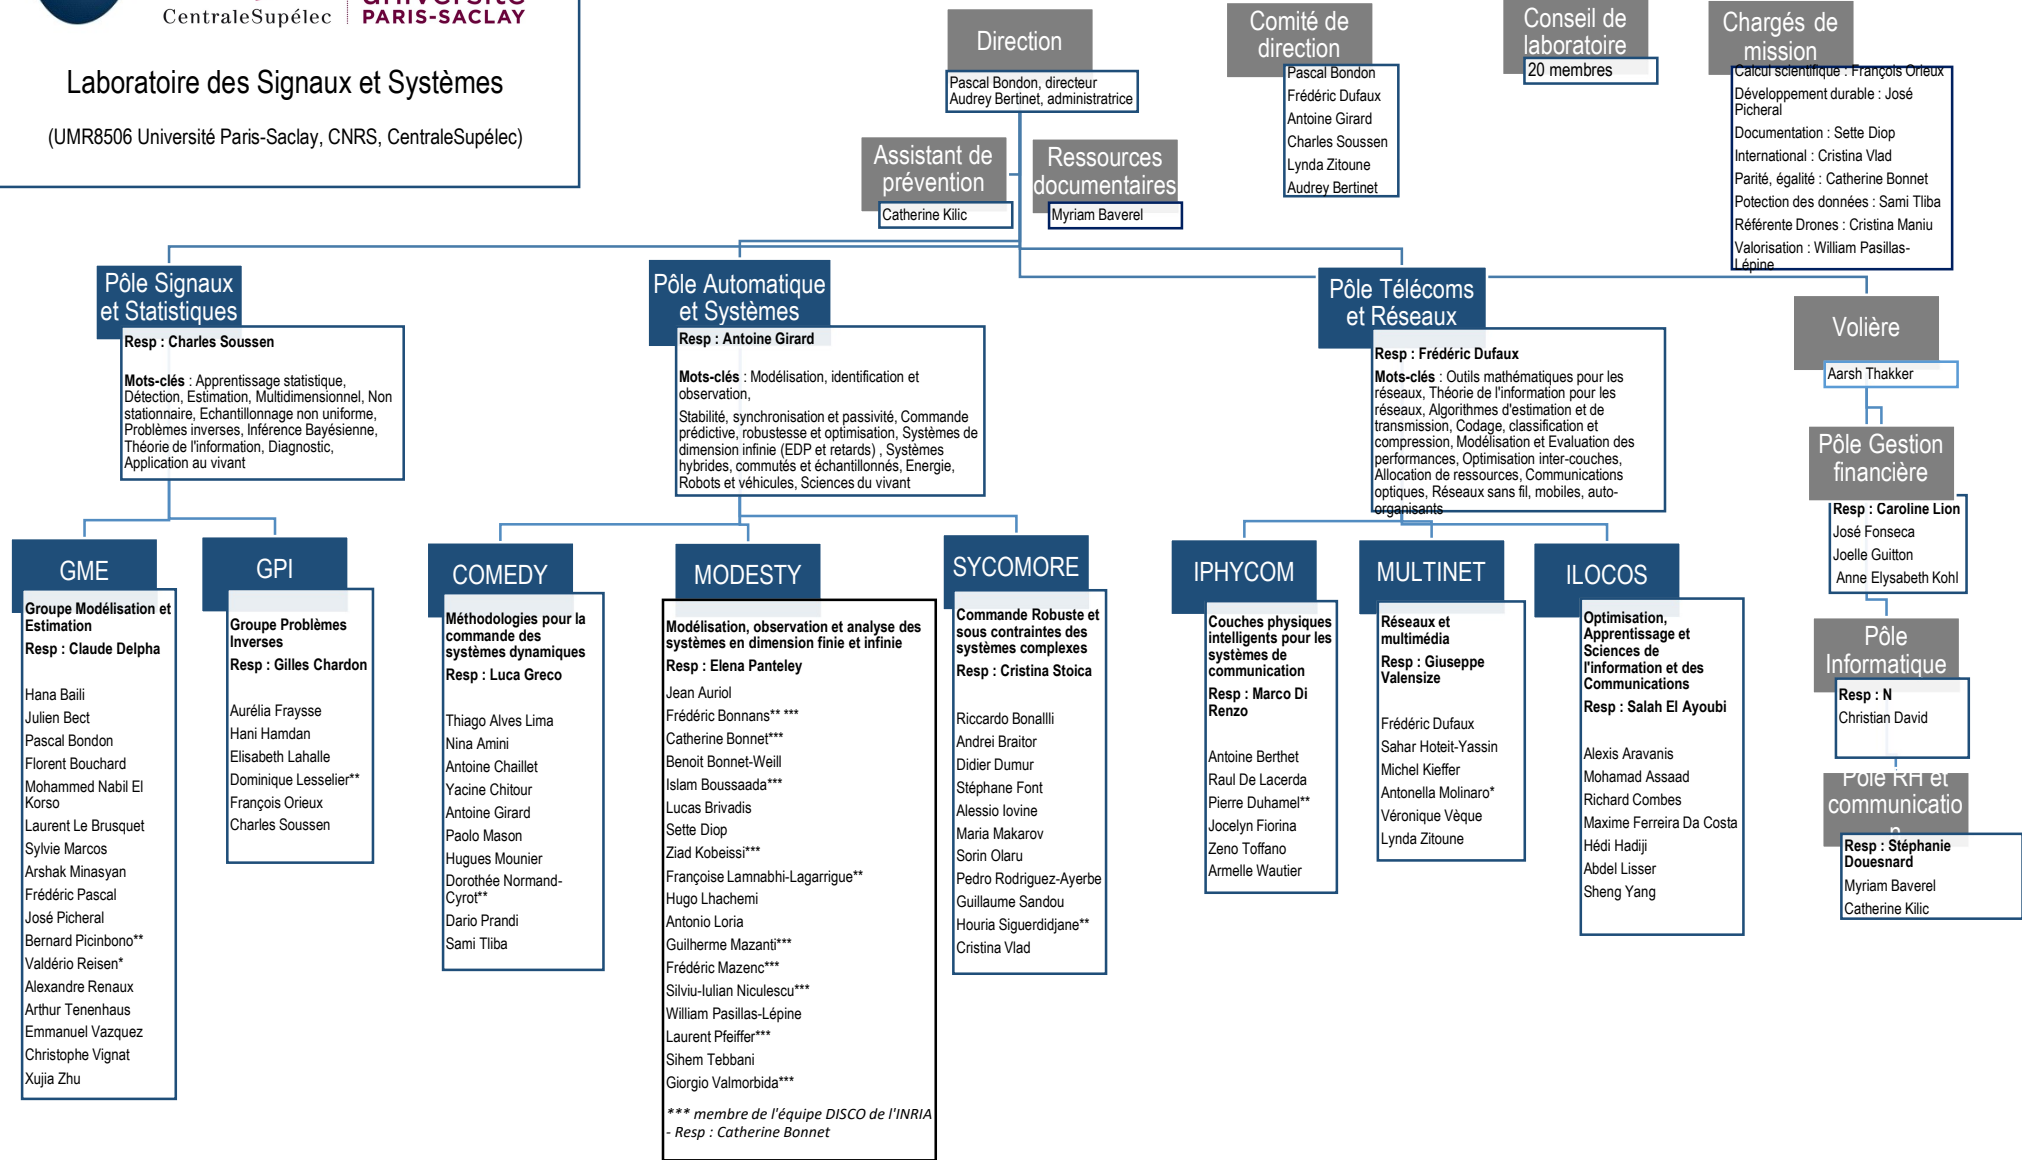 CentraleSupélec
université
PARIS-SACLAY
Laboratoire des Signaux et Systèmes
(UMR8506 Université Paris-Saclay, CNRS, CentraleSupélec)
Direction
Pascal Bondon, directeur
Audrey Bertinet, administratrice
Comité de
direction
Pascal Bondon
Frédéric Dufaux
Antoine Girard
Charles Soussen
Lynda Zitoune
Audrey Bertinet
Conseil de
laboratoire
20 membres
Chargés de
mission
Calcul scientifique : François Orieux
Développement durable : José
Picheral
Documentation : Sette Diop
International : Cristina Vlad
Parité, égalité : Catherine Bonnet
Potection des données : Sami Tliba
Référente Drones : Cristina Maniu
Valorisation : William Pasillas-
Lépine
Assistant de
prévention
Catherine Kilic
Ressources
documentaires
Myriam Baverel
Pôle Signaux
et Statistiques
Resp : Charles Soussen
Mots-clés : Apprentissage statistique,
Détection, Estimation, Multidimensionnel, Non
stationnaire, Echantillonnage non uniforme,
Problèmes inverses, Inférence Bayésienne,
Théorie de l'information, Diagnostic,
Application au vivant
Pôle Automatique
et Systèmes
Resp : Antoine Girard
Mots-clés : Modélisation, identification et
observation,
Stabilité, synchronisation et passivité, Commande
prédictive, robustesse et optimisation, Systèmes de
dimension infinie (EDP et retards) , Systèmes
hybrides, commutés et échantillonnés, Energie,
Robots et véhicules, Sciences du vivant
Pôle Télécoms
et Réseaux
Resp : Frédéric Dufaux
Mots-clés : Outils mathématiques pour les
réseaux, Théorie de l'information pour les
réseaux, Algorithmes d'estimation et de
transmission, Codage, classification et
compression, Modélisation et Evaluation des
performances, Optimisation inter-couches,
Allocation de ressources, Communications
optiques, Réseaux sans fil, mobiles, auto-
organisants
Volière
Aarsh Thakker
Pôle Gestion
financière
Resp : Caroline Lion
José Fonseca
Joelle Guitton
Anne Elysabeth Kohl
Pôle
Informatique
Resp : N
Christian David
Pôle RH et
communicatio
n
Resp : Stéphanie
Douesnard
Myriam Baverel
Catherine Kilic
GME
Groupe Modélisation et
Estimation
Resp : Claude Delpha
Hana Baili
Julien Bect
Pascal Bondon
Florent Bouchard
Mohammed Nabil El
Korso
Laurent Le Brusquet
Sylvie Marcos
Arshak Minasyan
Frédéric Pascal
José Picheral
Bernard Picinbono**
Valdério Reisen*
Alexandre Renaux
Arthur Tenenhaus
Emmanuel Vazquez
Christophe Vignat
Xujia Zhu
GPI
Groupe Problèmes
Inverses
Resp : Gilles Chardon
Aurélia Fraysse
Hani Hamdan
Elisabeth Lahalle
Dominique Lesselier**
François Orieux
Charles Soussen
COMEDY
Méthodologies pour la
commande des
systèmes dynamiques
Resp : Luca Greco
Thiago Alves Lima
Nina Amini
Antoine Chaillet
Yacine Chitour
Antoine Girard
Paolo Mason
Hugues Mounier
Dorothée Normand-
Cyrot**
Dario Prandi
Sami Tliba
MODESTY
Modélisation, observation et analyse des
systèmes en dimension finie et infinie
Resp : Elena Panteley
Jean Auriol
Frédéric Bonnans** ***
Catherine Bonnet***
Benoit Bonnet-Weill
Islam Boussaada***
Lucas Brivadis
Sette Diop
Ziad Kobeissi***
Françoise Lamnabhi-Lagarrigue**
Hugo Lhachemi
Antonio Loria
Guilherme Mazanti***
Frédéric Mazenc***
Silviu-Iulian Niculescu***
William Pasillas-Lépine
Laurent Pfeiffer***
Sihem Tebbani
Giorgio Valmorbida***
*** membre de l'équipe DISCO de l'INRIA
- Resp : Catherine Bonnet
SYCOMORE
Commande Robuste et
sous contraintes des
systèmes complexes
Resp : Cristina Stoica
Riccardo Bonallli
Andrei Braitor
Didier Dumur
Stéphane Font
Alessio Iovine
Maria Makarov
Sorin Olaru
Pedro Rodriguez-Ayerbe
Guillaume Sandou
Houria Siguerdidjane**
Cristina Vlad
IPHYCOM
Couches physiques
intelligents pour les
systèmes de
communication
Resp : Marco Di
Renzo
Antoine Berthet
Raul De Lacerda
Pierre Duhamel**
Jocelyn Fiorina
Zeno Toffano
Armelle Wautier
MULTINET
Réseaux et
multimédia
Resp : Giuseppe
Valensize
Frédéric Dufaux
Sahar Hoteit-Yassin
Michel Kieffer
Antonella Molinaro*
Véronique Vèque
Lynda Zitoune
ILOCOS
Optimisation,
Apprentissage et
Sciences de
l'information et des
Communications
Resp : Salah El Ayoubi
Alexis Aravanis
Mohamad Assaad
Richard Combes
Maxime Ferreira Da Costa
Hédi Hadiji
Abdel Lisser
Sheng Yang